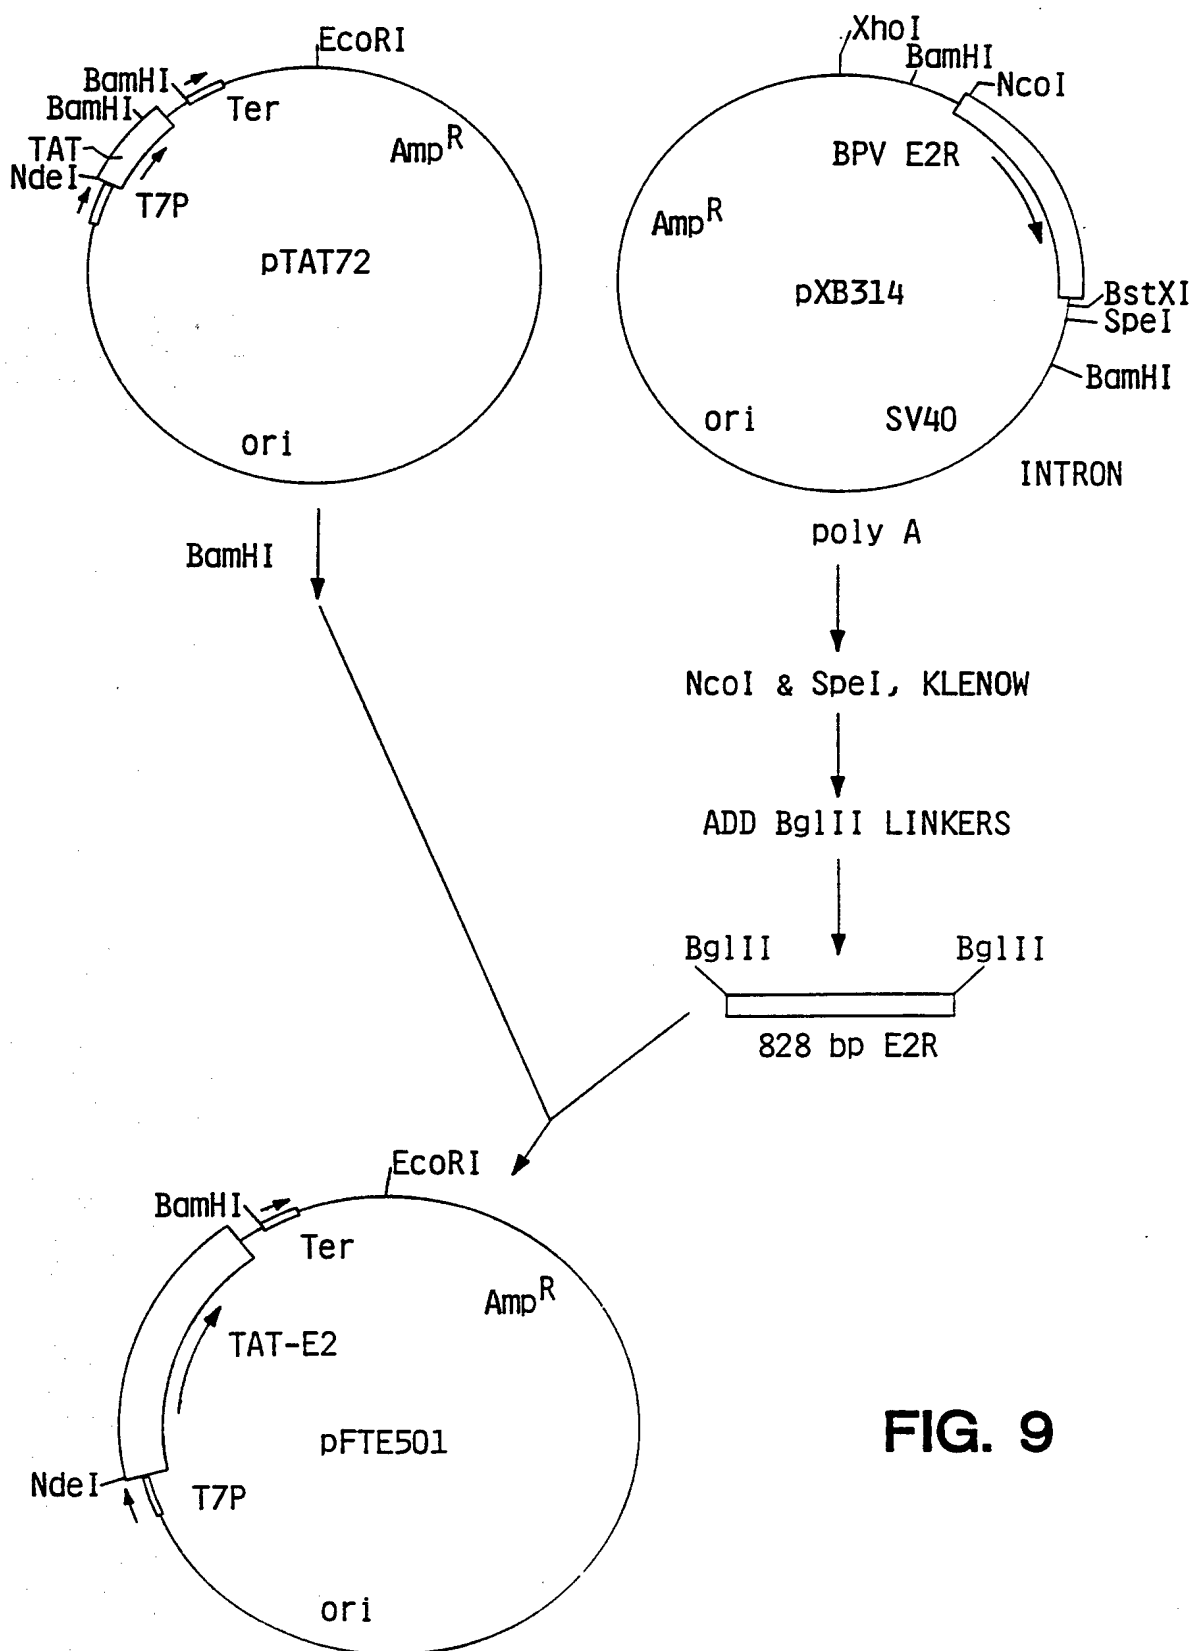 EcoRI
BamHI
BamHI
Ter
TAT
NdeI
T7P
AmpR
pTAT72
ori
BamHI
XhoI
BamHI
NcoI
BPV E2R
AmpR
pXB314
BstXI
SpeI
BamHI
ori
SV40
INTRON
poly A
NcoI & SpeI, KLENOW
ADD BglII LINKERS
BglII
BglII
828 bp E2R
EcoRI
BamHI
Ter
AmpR
TAT-E2
pFTE501
NdeI
T7P
ori
FIG. 9